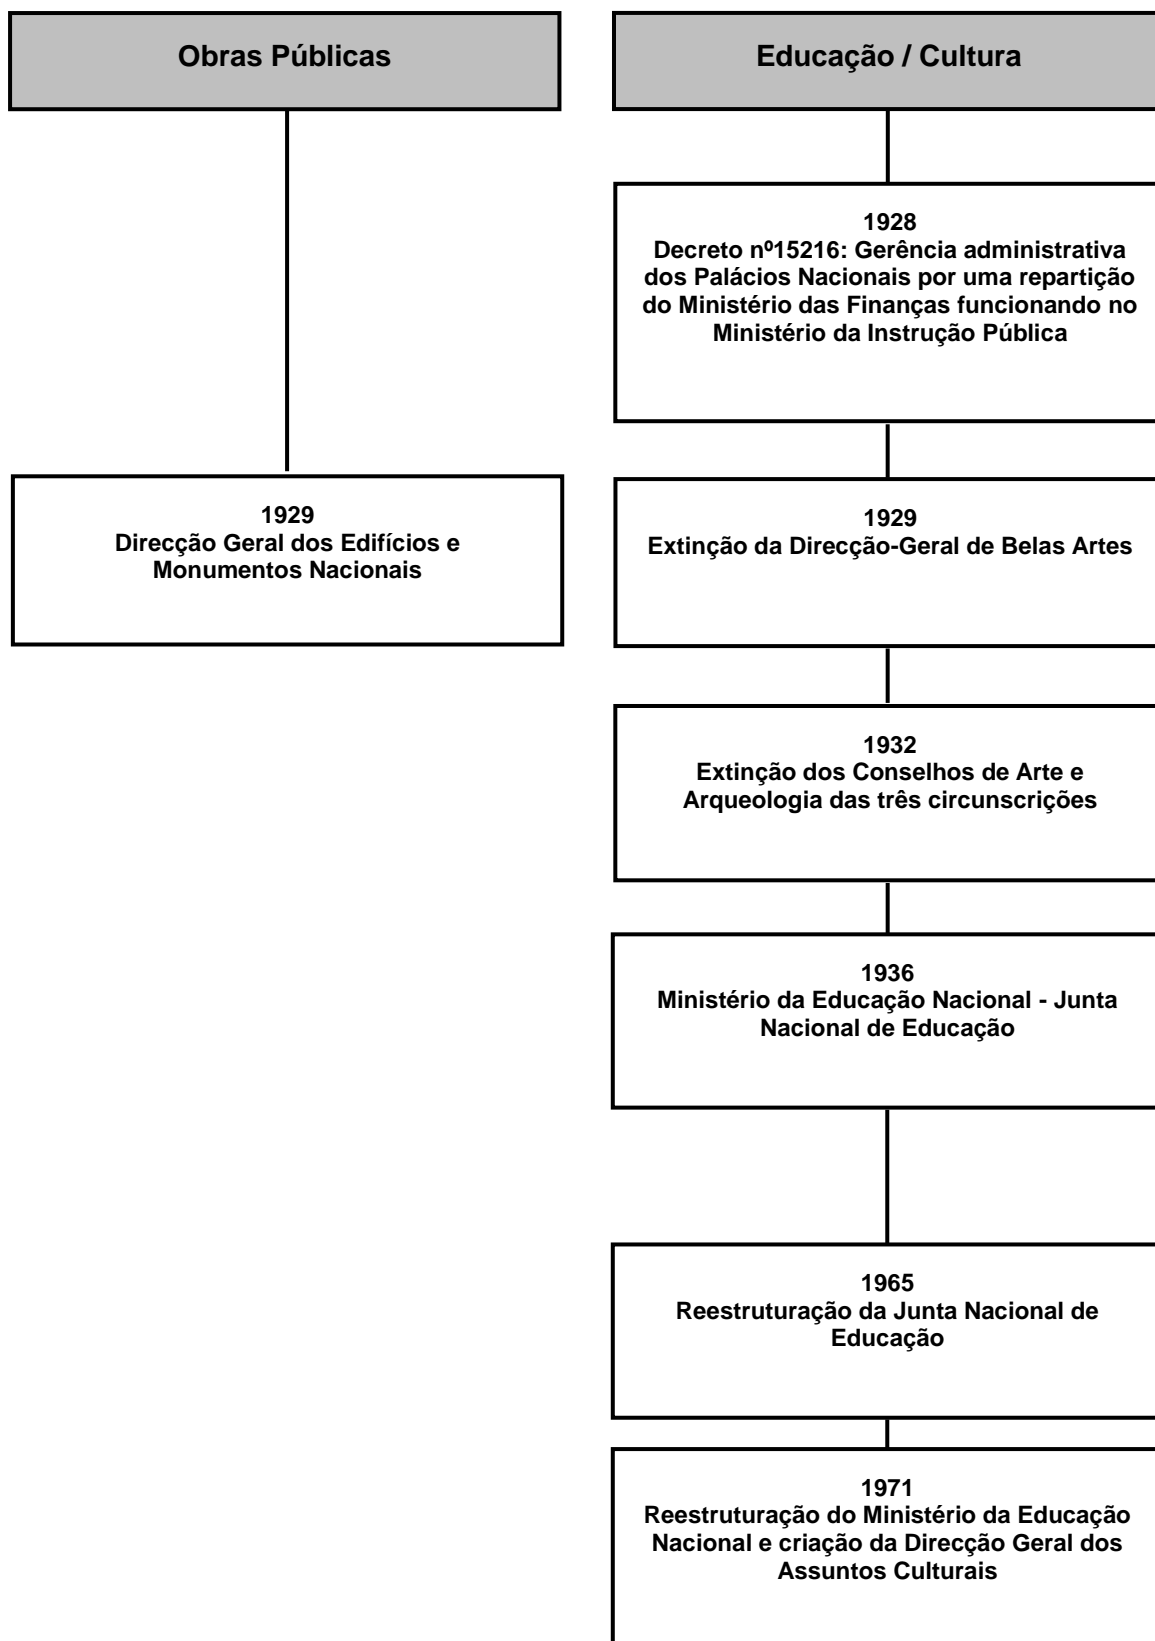 Obras Públicas
Educação / Cultura
1928
Decreto nº15216: Gerência administrativa
dos Palácios Nacionais por uma repartição
do Ministério das Finanças funcionando no
Ministério da Instrução Pública
1929
Direcção Geral dos Edifícios e
Monumentos Nacionais
1929
Extinção da Direcção-Geral de Belas Artes
1932
Extinção dos Conselhos de Arte e
Arqueologia das três circunscrições
1936
Ministério da Educação Nacional - Junta
Nacional de Educação
1965
Reestruturação da Junta Nacional de
Educação
1971
Reestruturação do Ministério da Educação
Nacional e criação da Direcção Geral dos
Assuntos Culturais